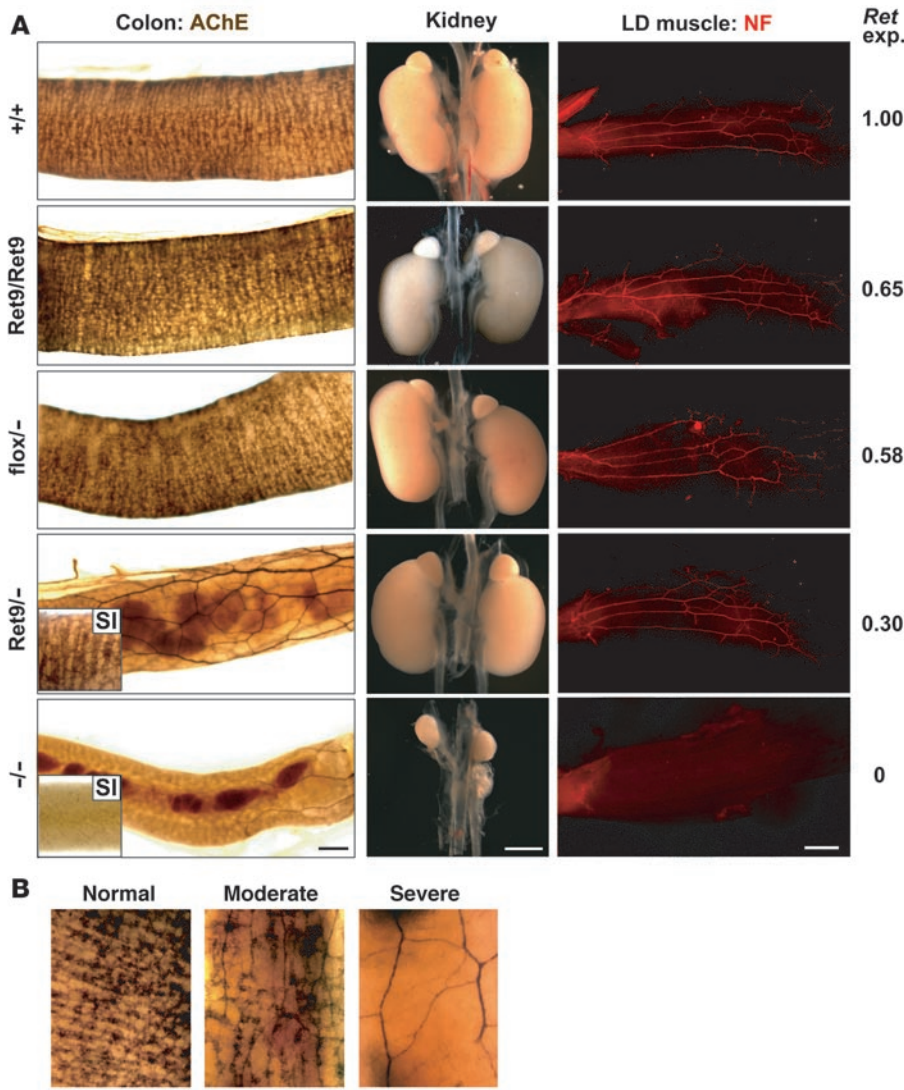 A
Colon: AChE
Kidney
LD muscle: NF
Ret
exp.
+/+
1.00
Ret9/Ret9
0.65
flox/–
0.58
Ret9/–
SI
0.30
–/–
SI
0
B
Normal
Moderate
Severe